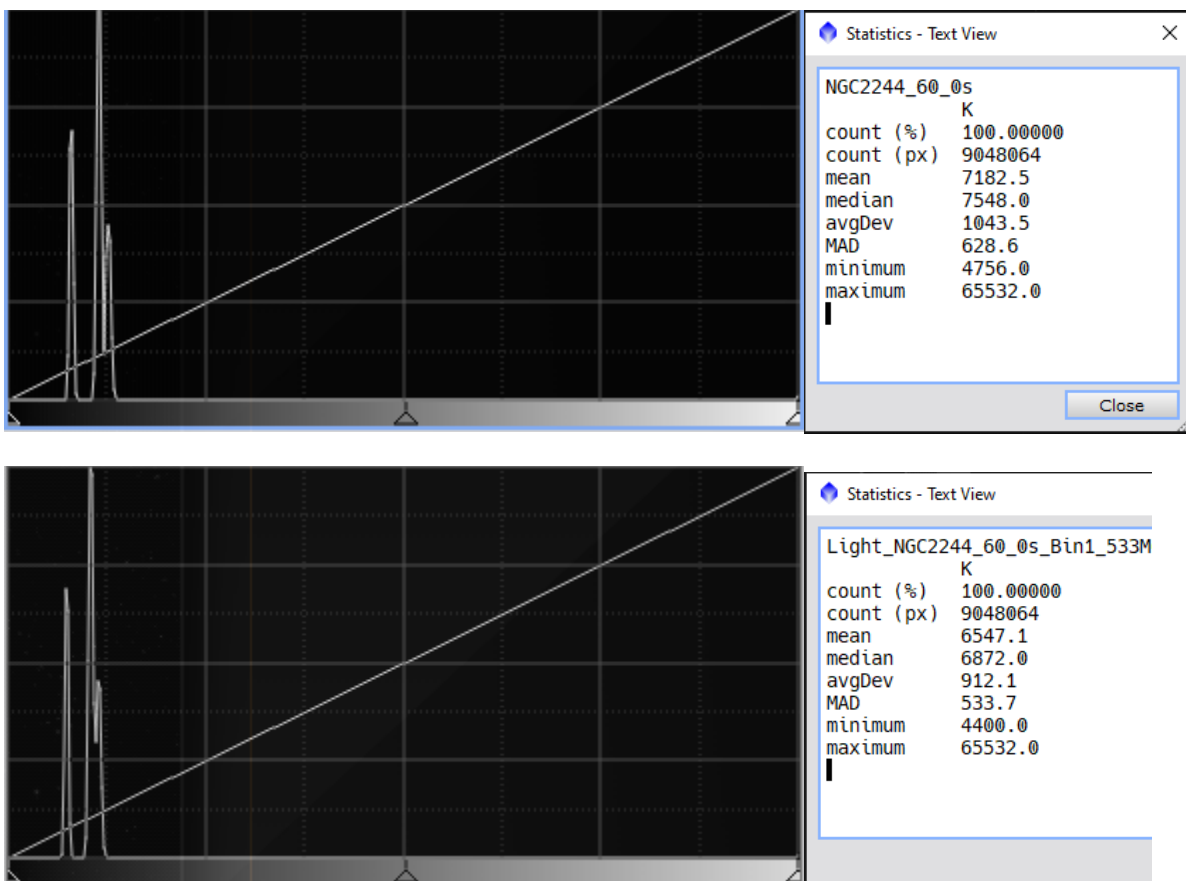 Statistics - Text View
NGC2244_60_0s
K
count (%) 100.00000
count (px) 9048064
mean 7182.5
median 7548.0
avgDev 1043.5
MAD 628.6
minimum 4756.0
maximum 65532.0
Close
Statistics - Text View
Light_NGC2244_60_0s_Bin1_533M
K
count (%) 100.00000
count (px) 9048064
mean 6547.1
median 6872.0
avgDev 912.1
MAD 533.7
minimum 4400.0
maximum 65532.0